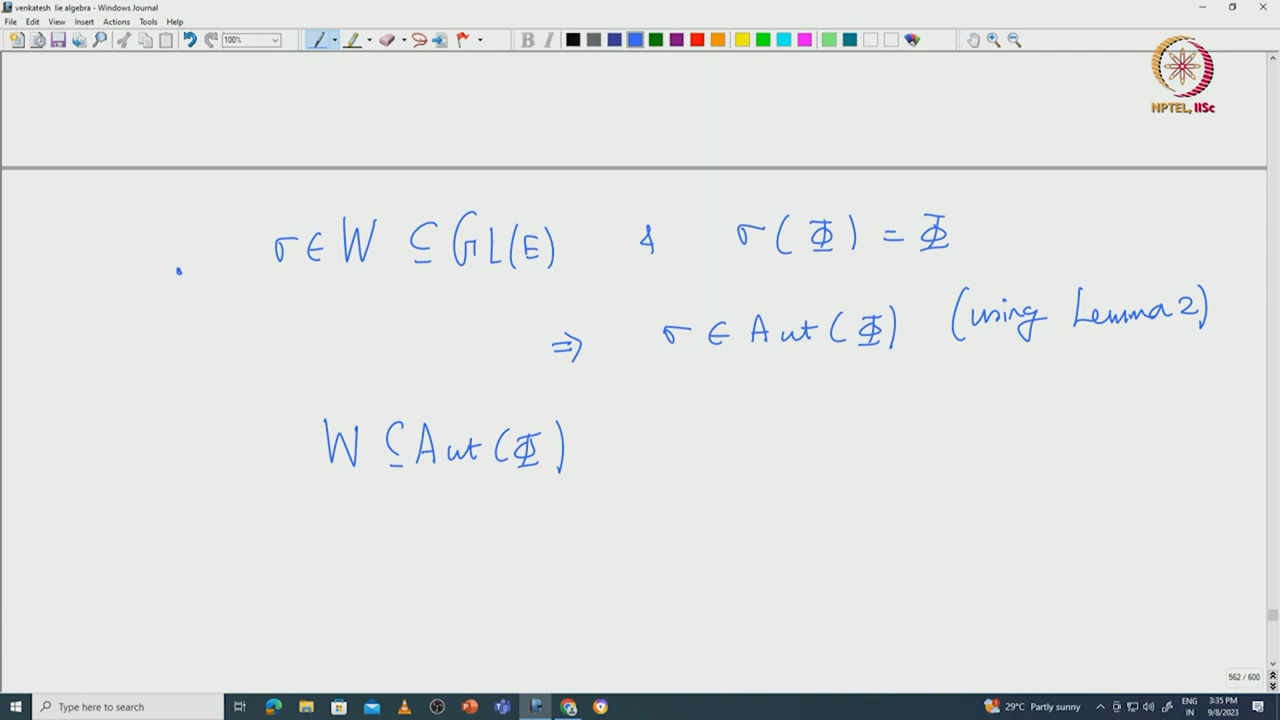 venkatesh lie algebra - Windows Journal
File Edit View Insert Actions Tools Help
100%
NPTEL, IISc
σ ∈ W ⊆ GL(E) & σ(Φ) = Φ
⇒ σ ∈ Aut(Φ) (using Lemma 2)
W ⊆ Aut(Φ)
562 / 600
Type here to search
29°C Partly sunny
ENG
IN
3:35 PM
9/8/2023